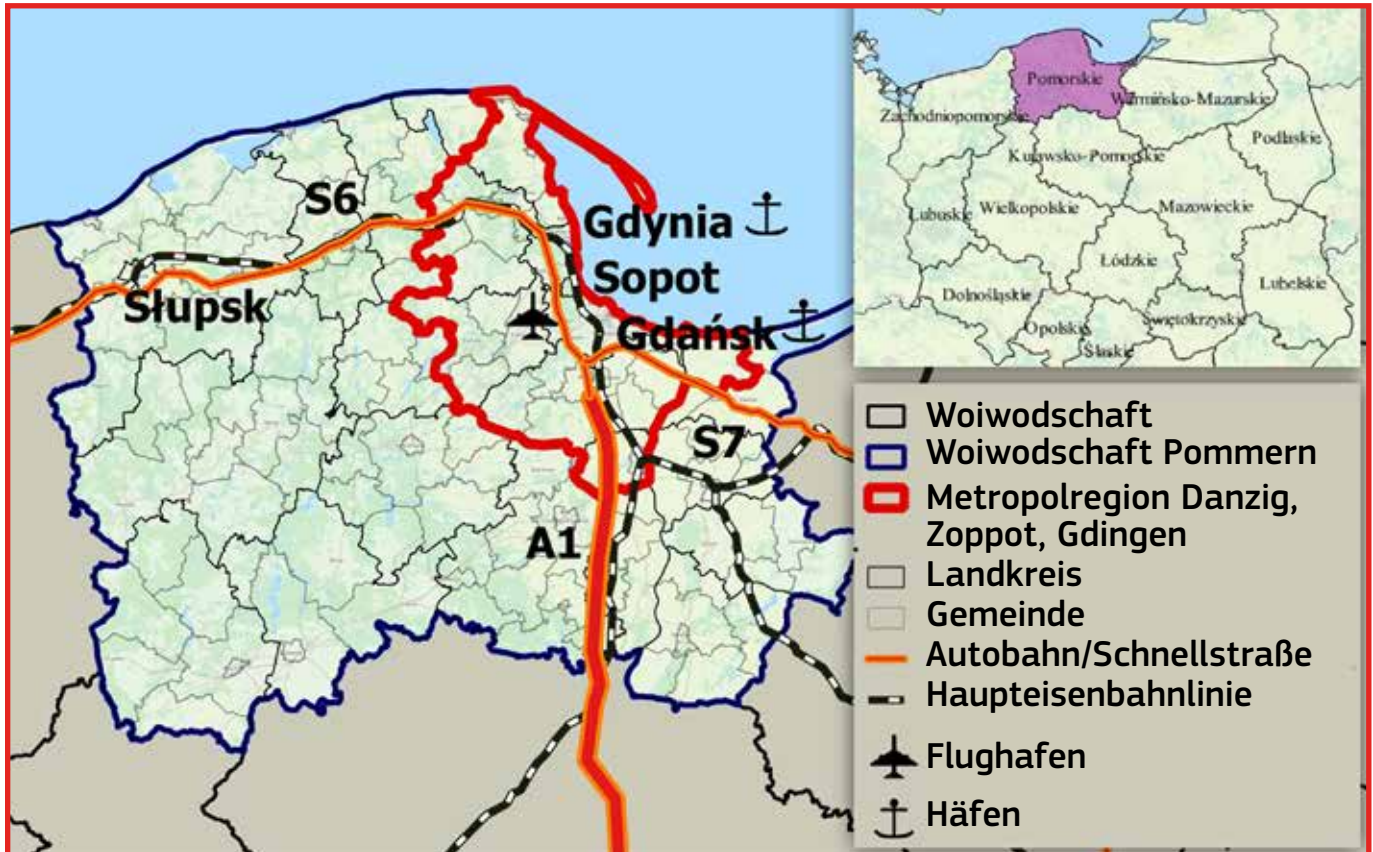 S6
Gdynia
Sopot
Słupsk
Gdańsk
S7
A1
Pomorskie
Zachodniopomorskie
Warmińsko-Mazurskie
Podlaskie
Kujawsko-Pomorskie
Lubuskie
Wielkopolskie
Mazowieckie
Łódzkie
Lubelskie
Dolnośląskie
Opolskie
Świętokrzyskie
Śląskie
Woiwodschaft
Woiwodschaft Pommern
Metropolregion Danzig,
Zoppot, Gdingen
Landkreis
Gemeinde
Autobahn/Schnellstraße
Haupteisenbahnlinie
Flughafen
Häfen